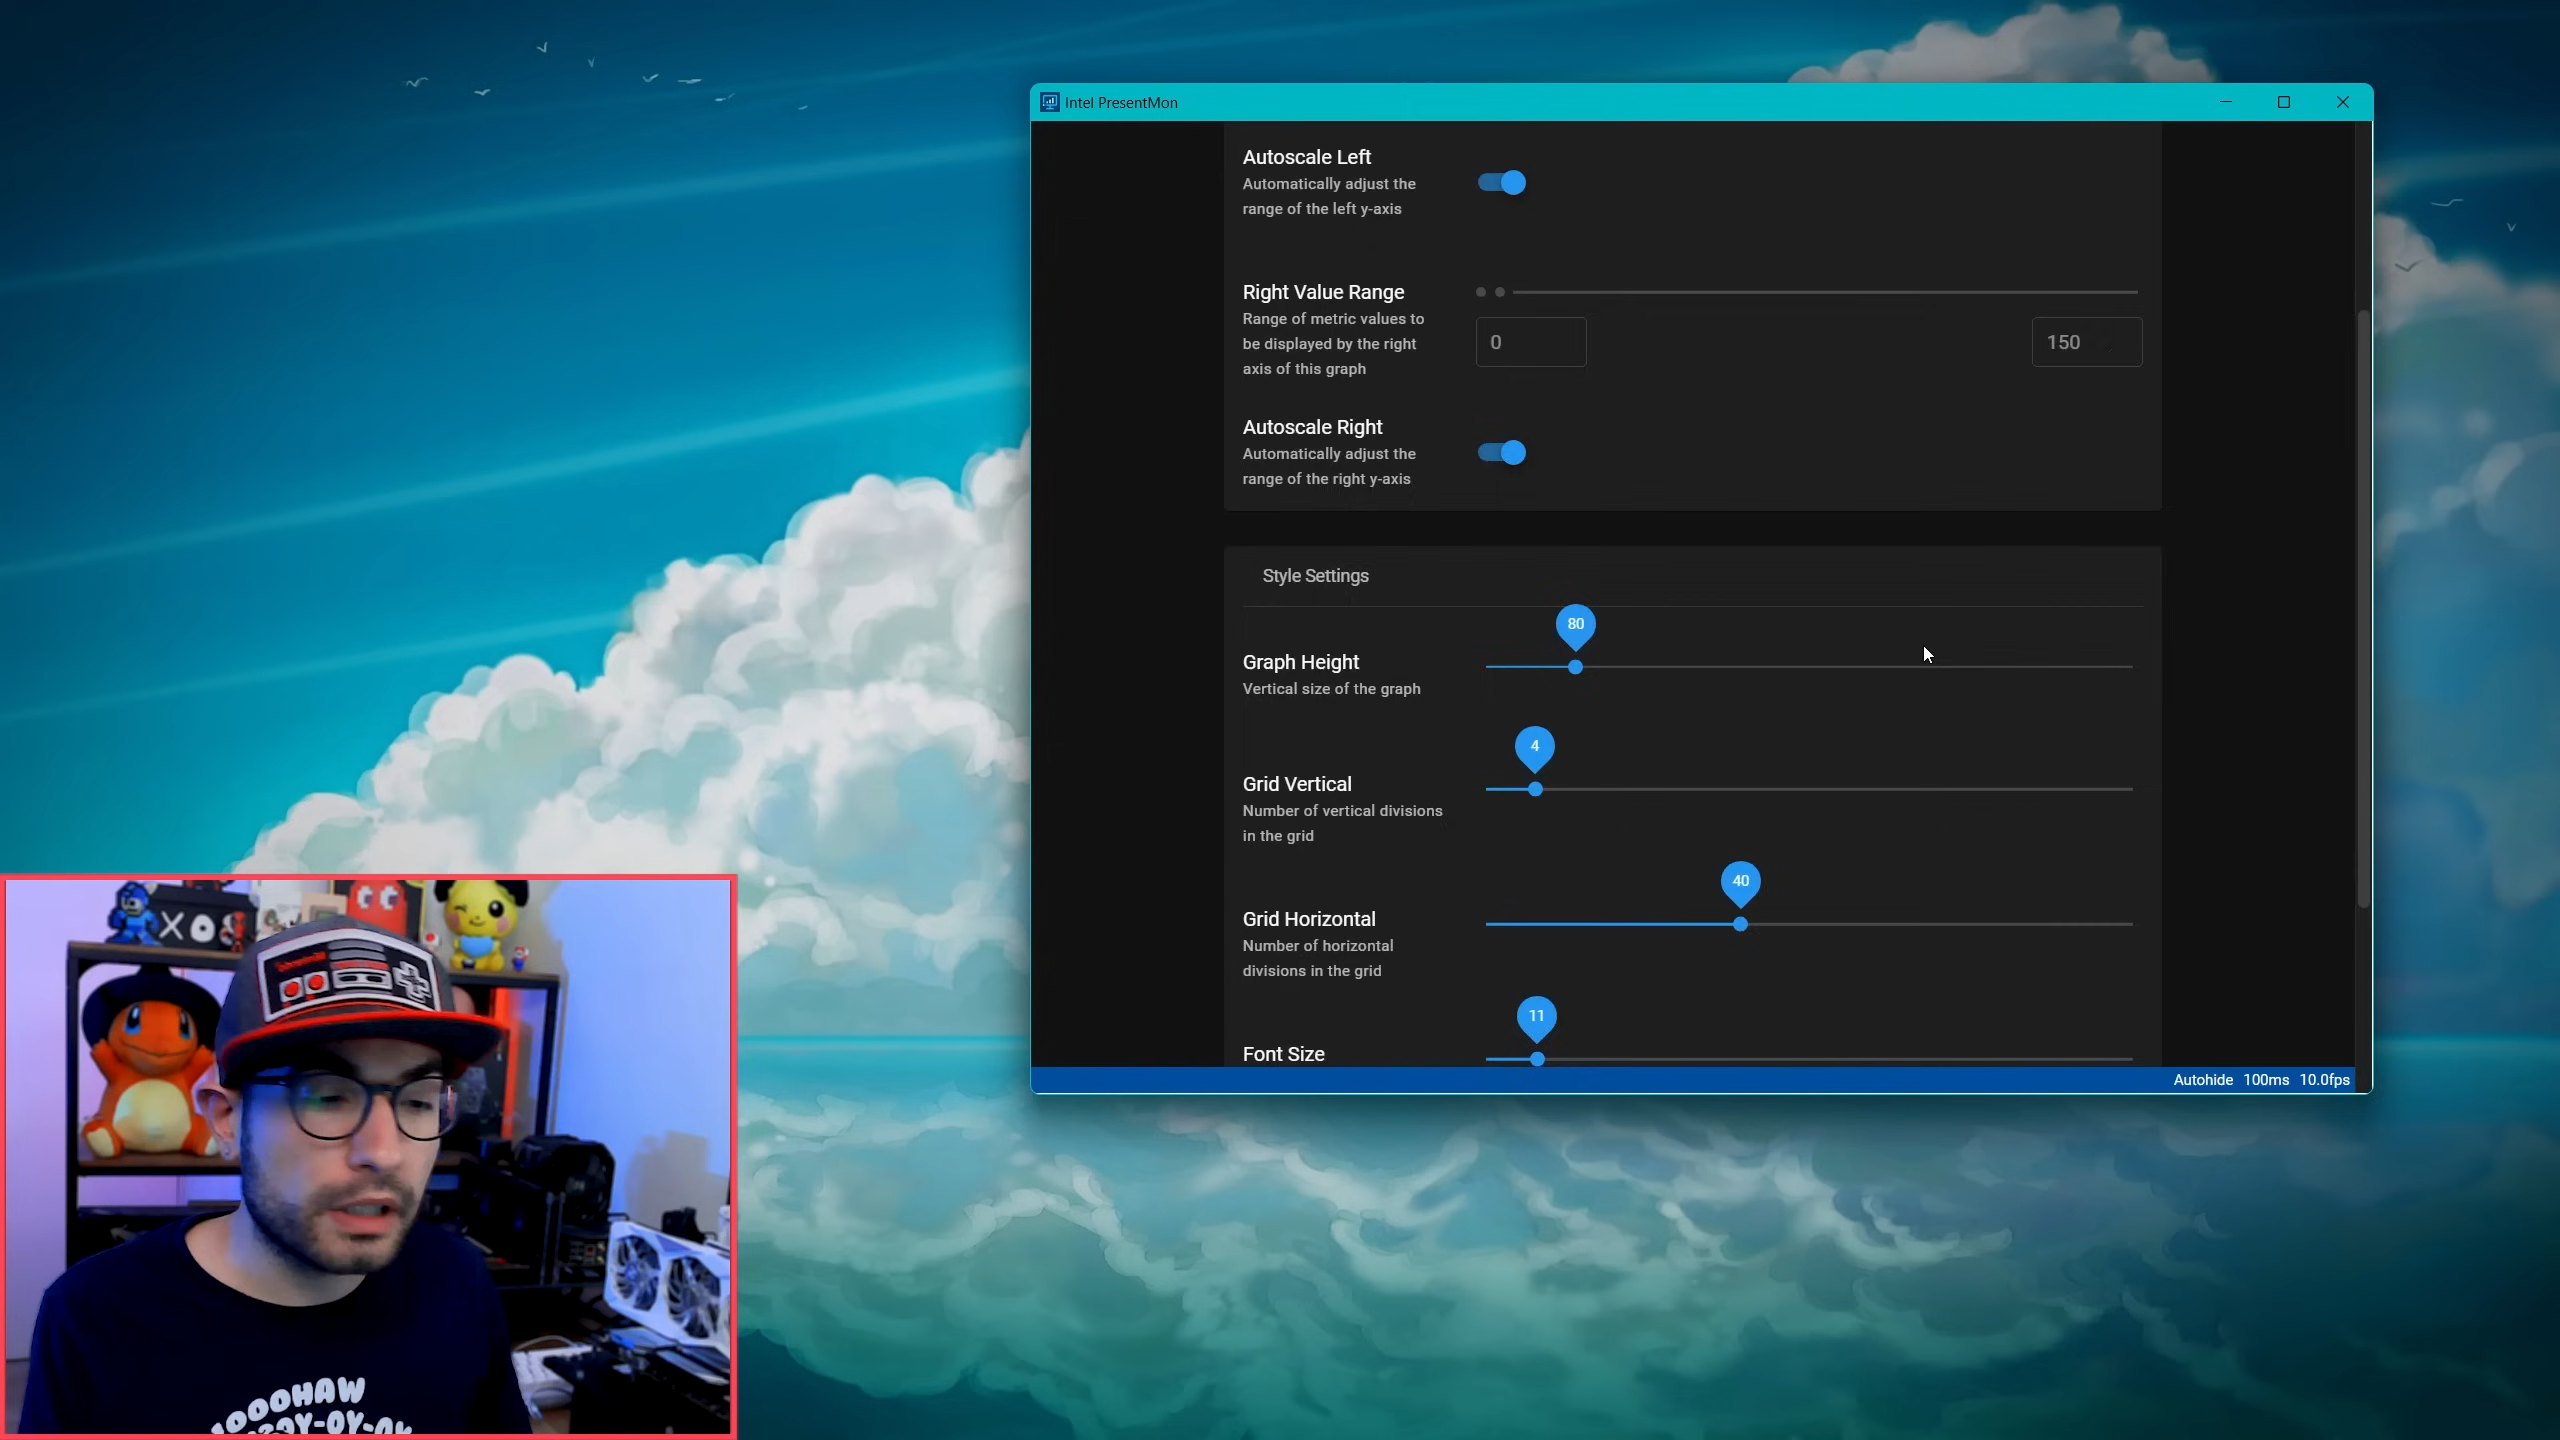 Intel PresentMon
Autoscale Left
Automatically adjust the
range of the left y-axis
Right Value Range
Range of metric values to
be displayed by the right
axis of this graph
0
150
Autoscale Right
Automatically adjust the
range of the right y-axis
Style Settings
80
Graph Height
Vertical size of the graph
4
Grid Vertical
Number of vertical divisions
in the grid
40
Grid Horizontal
Number of horizontal
divisions in the grid
11
Font Size
Autohide 100ms 10.0fps